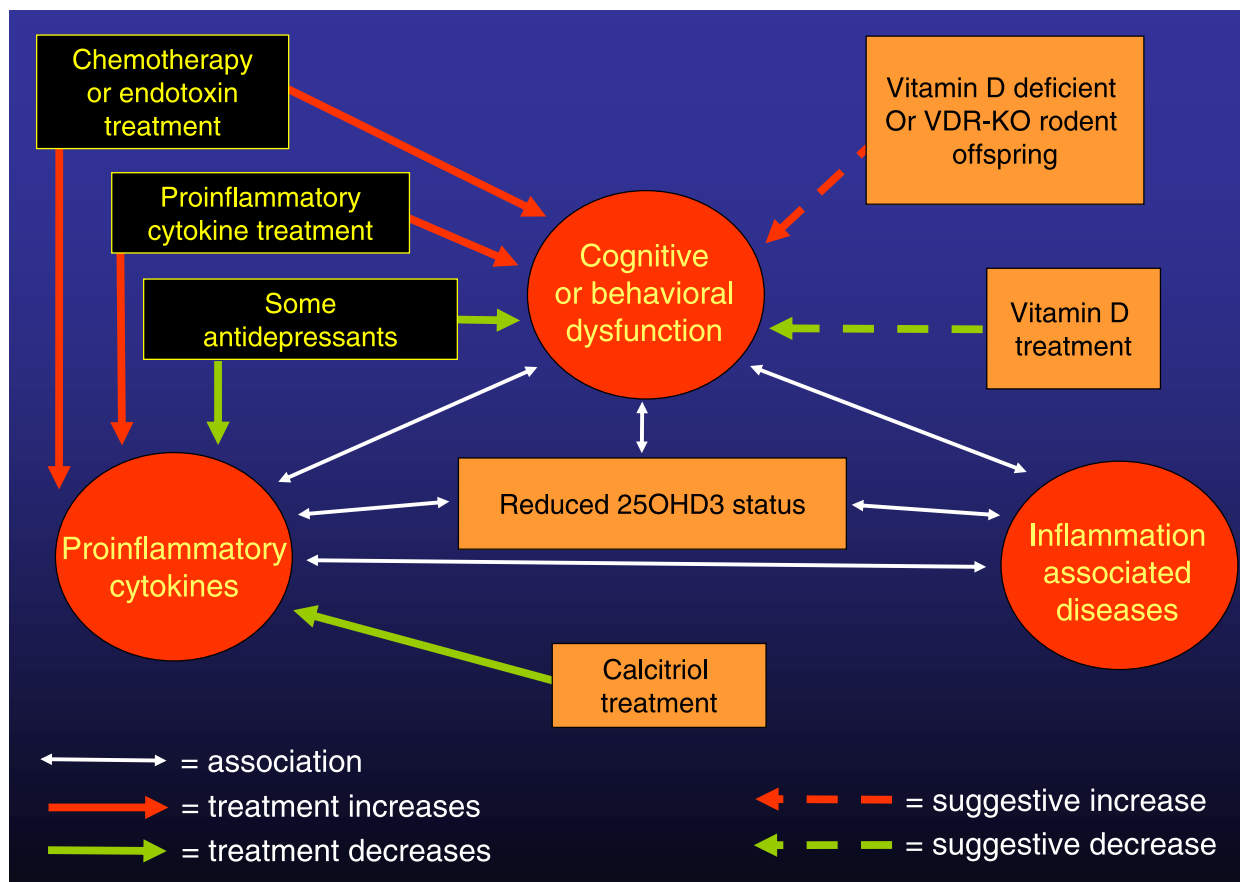 Chemotherapy
or endotoxin
treatment
Vitamin D deficient
Or VDR-KO rodent
offspring
Proinflammatory
cytokine treatment
Cognitive
or behavioral
dysfunction
Some
antidepressants
Vitamin D
treatment
Reduced 25OHD3 status
Proinflammatory
cytokines
Inflammation
associated
diseases
Calcitriol
treatment
= association
= treatment increases
= treatment decreases
= suggestive increase
= suggestive decrease